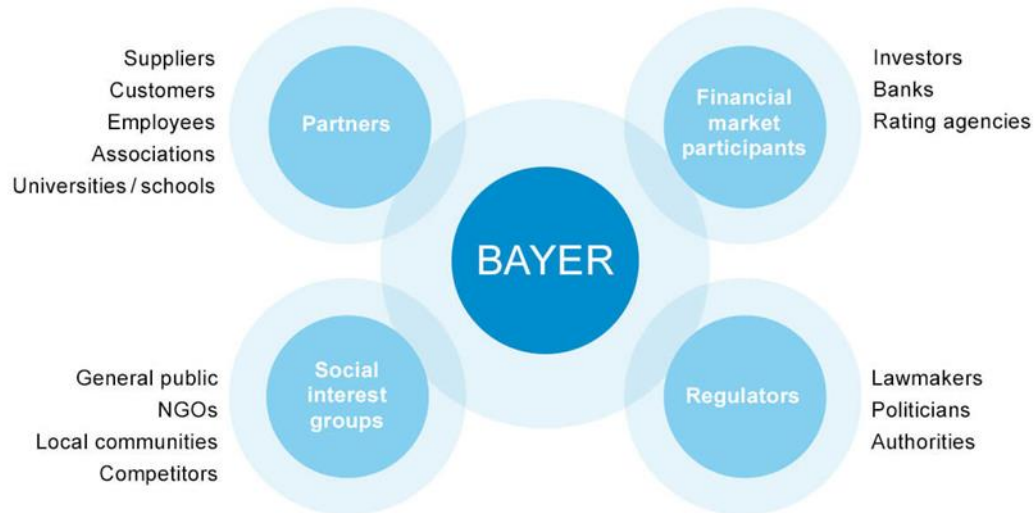 Suppliers
Customers
Employees
Associations
Universities / schools
Partners
Financial
market
participants
Investors
Banks
Rating agencies
BAYER
General public
NGOs
Local communities
Competitors
Social
interest
groups
Regulators
Lawmakers
Politicians
Authorities